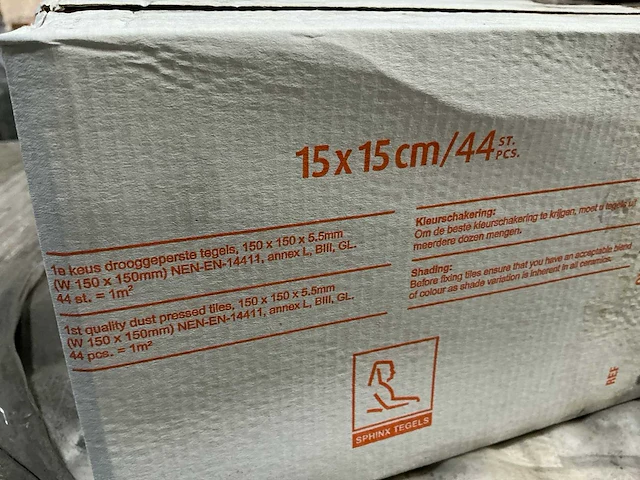 15 x 15 cm/44 ST. PCS.
1e keus drooggeperste tegels, 150 x 150 x 5.5mm
(W 150 x 150mm) NEN-EN-14411, annex L, BIII, GL.
44 st. = 1m²
1st quality dust pressed tiles, 150 x 150 x 5.5mm
(W 150 x 150mm) NEN-EN-14411, annex L, BIII, GL.
44 pcs. = 1m²
Kleurschakering:
Om de beste kleurschakering te krijgen, moet u tegels uit
meerdere dozen mengen.
Shading:
Before fixing tiles ensure that you have an acceptable blend
of colour as shade variation is inherent in all ceramics.
SPHINX TEGELS
REF